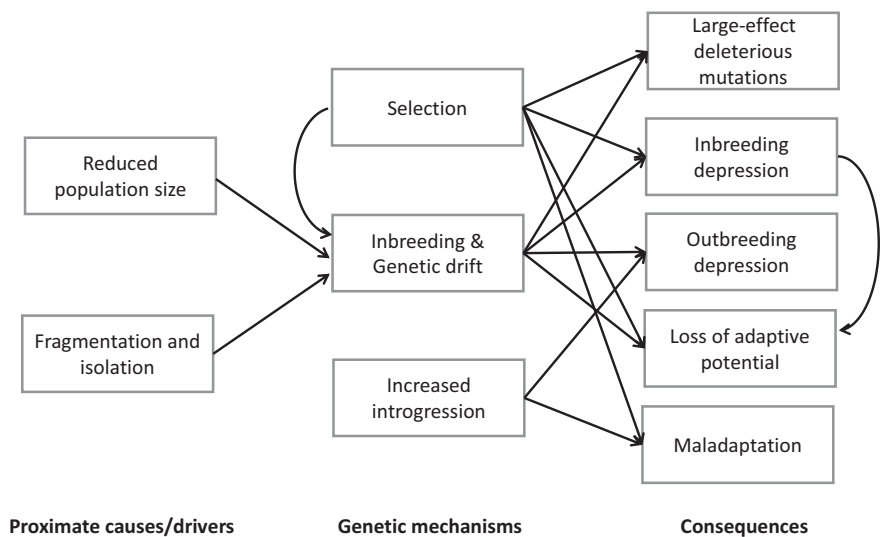 Reduced
population size
Fragmentation and
isolation
Proximate causes/drivers
Selection
Inbreeding &
Genetic drift
Increased
introgression
Genetic mechanisms
Large-effect
deleterious
mutations
Inbreeding
depression
Outbreeding
depression
Loss of adaptive
potential
Maladaptation
Consequences